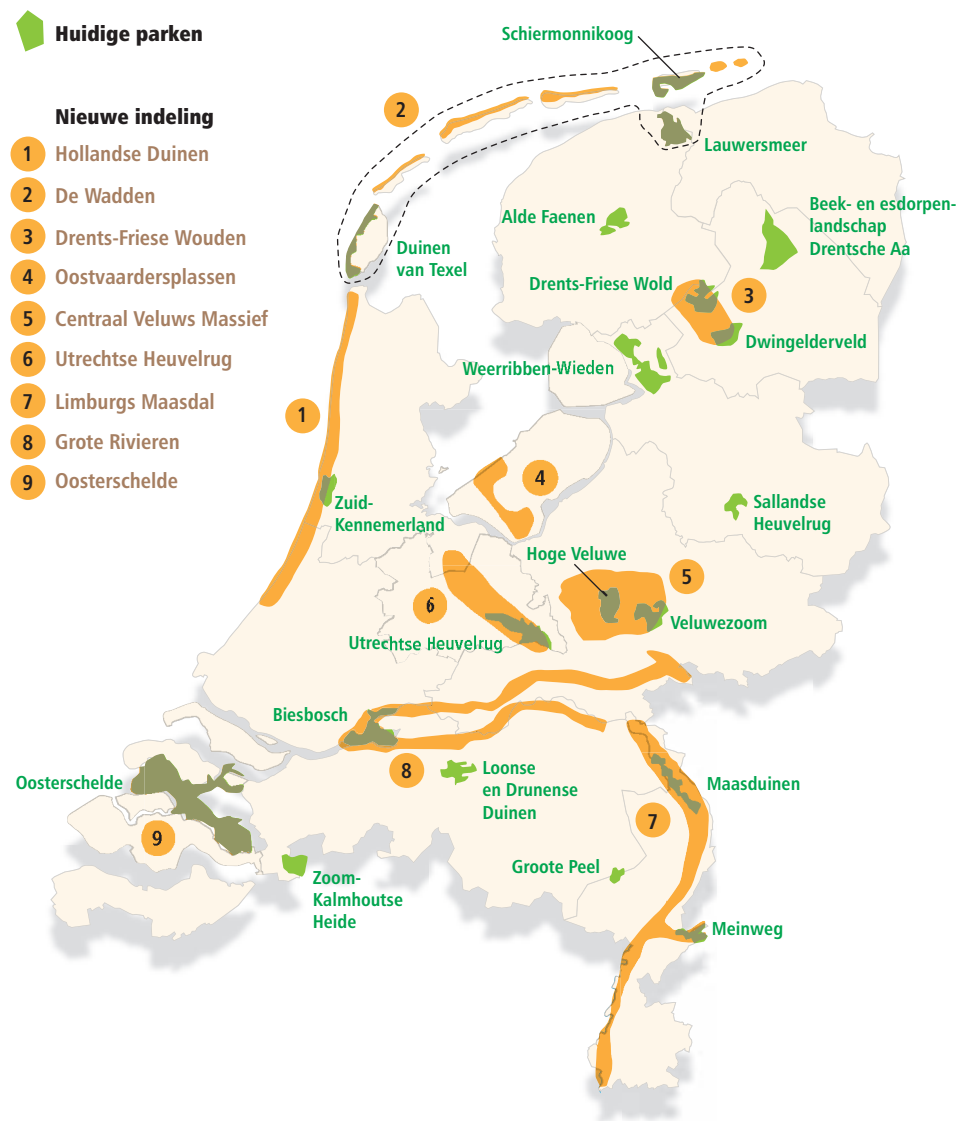 Huidige parken
Nieuwe indeling
1 Hollandse Duinen
2 De Wadden
3 Drents-Friese Wouden
4 Oostvaardersplassen
5 Centraal Veluws Massief
6 Utrechtse Heuvelrug
7 Limburgs Maasdal
8 Grote Rivieren
9 Oosterschelde
Schiermonnikoog
2
Lauwersmeer
Alde Faenen
Beek- en esdorpen-
landschap
Drentsche Aa
Duinen
van Texel
Drents-Friese Wold
3
Dwingelderveld
Weerribben-Wieden
1
4
Zuid-
Kennemerland
Sallandse
Heuvelrug
Hoge Veluwe
5
6
Veluwezoom
Utrechtse Heuvelrug
Biesbosch
8
Oosterschelde
9
Loonse
en Drunense
Duinen
Maasduinen
7
Zoom-
Kalmhoutse
Heide
Groote Peel
Meinweg